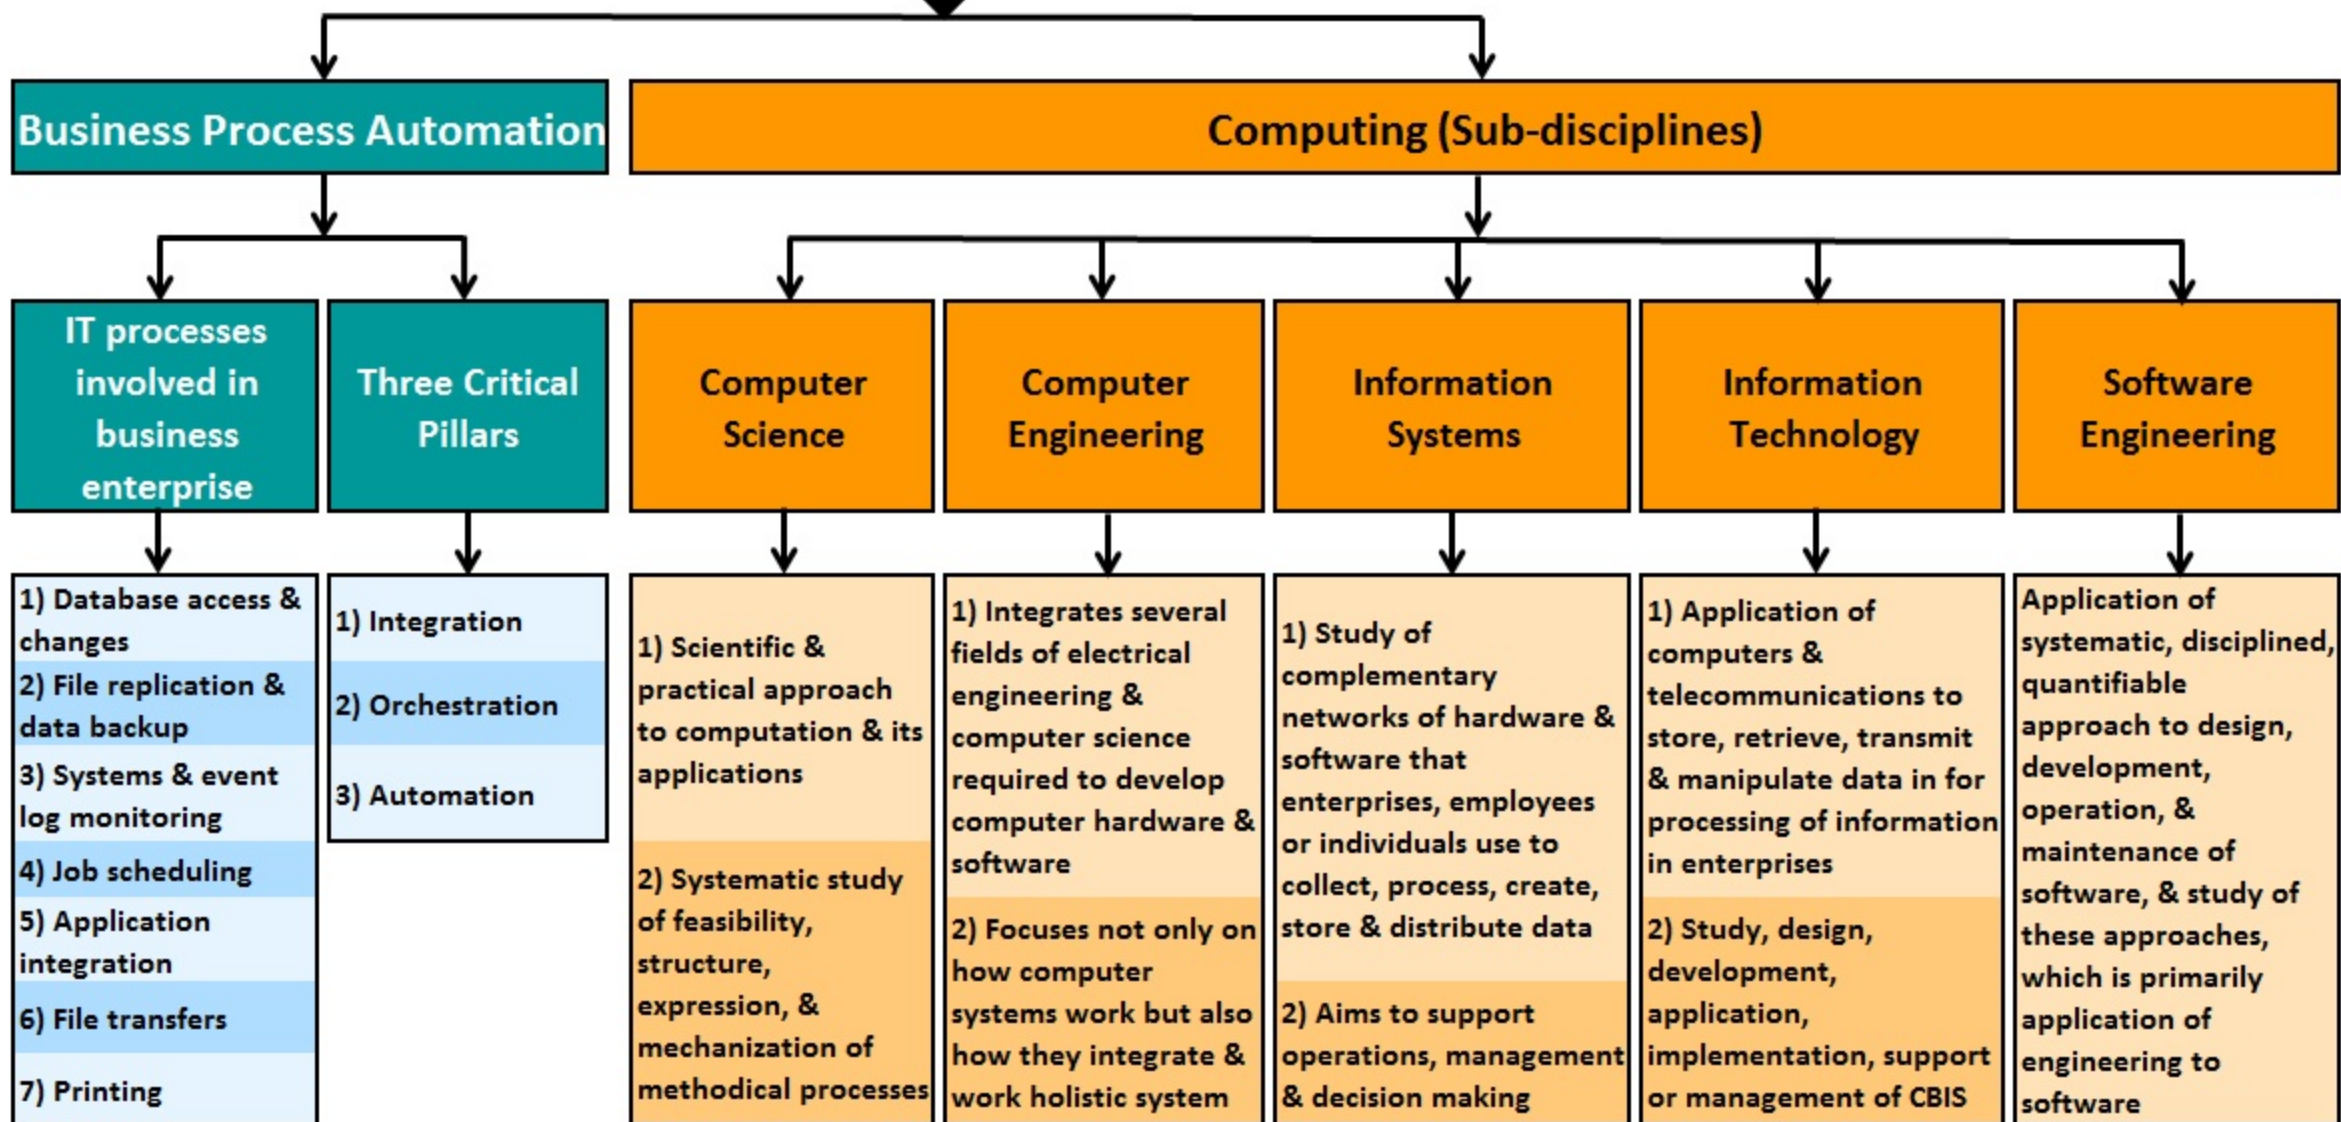 Business Process Automation
Computing (Sub-disciplines)
IT processes
involved in
business
enterprise
Three Critical
Pillars
Computer
Science
Computer
Engineering
Information
Systems
Information
Technology
Software
Engineering
1) Database access &
changes
2) File replication &
data backup
3) Systems & event
log monitoring
4) Job scheduling
5) Application
integration
6) File transfers
7) Printing
1) Integration
2) Orchestration
3) Automation
1) Scientific &
practical approach
to computation & its
applications
2) Systematic study
of feasibility,
structure,
expression, &
mechanization of
methodical processes
1) Integrates several
fields of electrical
engineering &
computer science
required to develop
computer hardware &
software
2) Focuses not only on
how computer
systems work but also
how they integrate &
work holistic system
1) Study of
complementary
networks of hardware &
software that
enterprises, employees
or individuals use to
collect, process, create,
store & distribute data
2) Aims to support
operations, management
& decision making
1) Application of
computers &
telecommunications to
store, retrieve, transmit
& manipulate data in for
processing of information
in enterprises
2) Study, design,
development,
application,
implementation, support
or management of CBIS
Application of
systematic, disciplined,
quantifiable
approach to design,
development,
operation, &
maintenance of
software, & study of
these approaches,
which is primarily
application of
engineering to
software